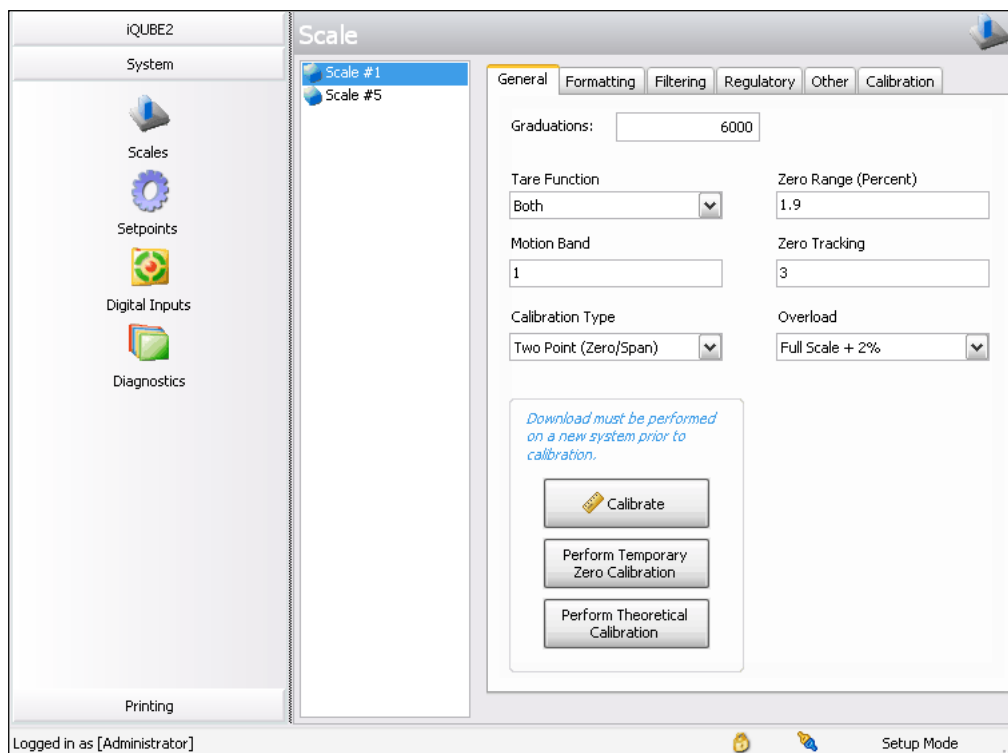 iQUBE2
System
Scales
Setpoints
Digital Inputs
Diagnostics
Printing
Scale
Scale #1
Scale #5
General
Formatting
Filtering
Regulatory
Other
Calibration
Graduations:
6000
Tare Function
Both
Zero Range (Percent)
1.9
Motion Band
1
Zero Tracking
3
Calibration Type
Two Point (Zero/Span)
Overload
Full Scale + 2%
Download must be performed
on a new system prior to
calibration.
Calibrate
Perform Temporary
Zero Calibration
Perform Theoretical
Calibration
Logged in as [Administrator]
Setup Mode